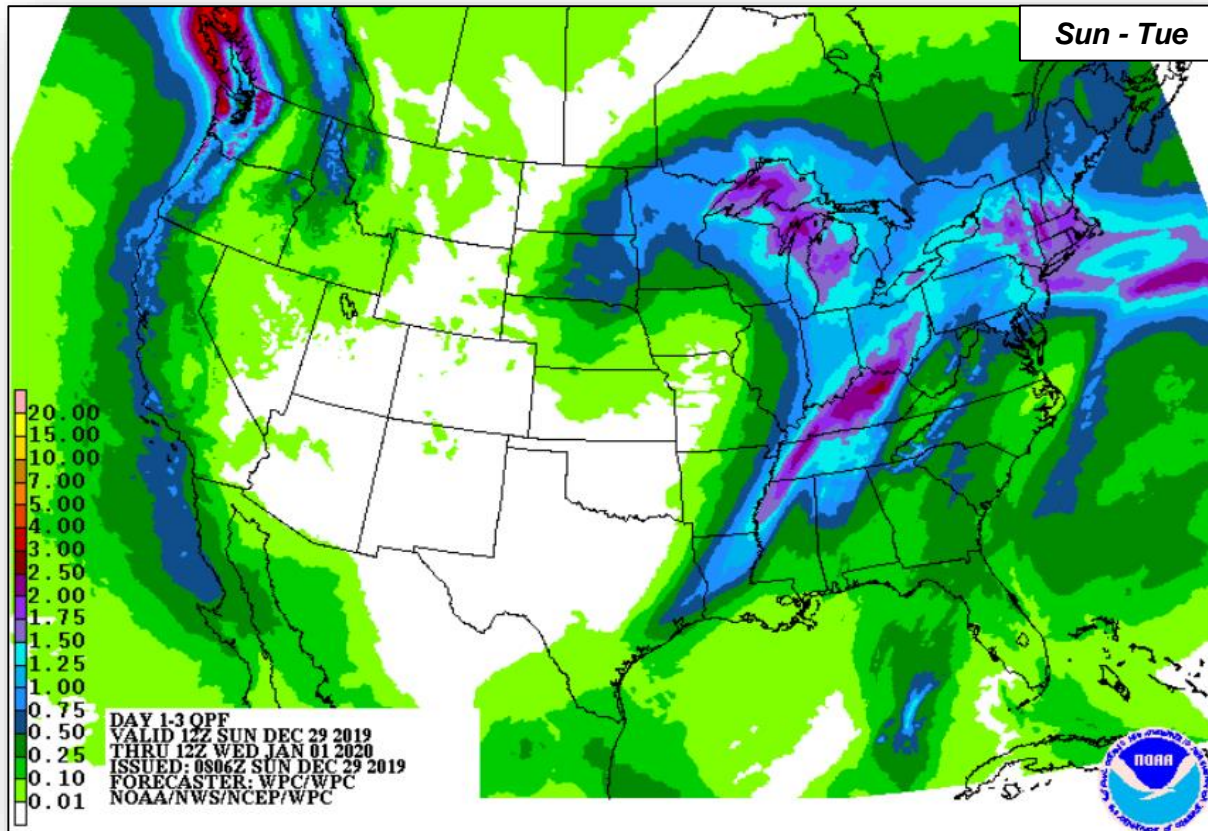 Sun - Tue
20.00
15.00
10.00
7.00
5.00
4.00
3.00
2.50
2.00
1.75
1.50
1.25
1.00
0.75
0.50
0.25
0.10
0.01
DAY 1-3 QPF
VALID 12Z SUN DEC 29 2019
THRU 12Z WED JAN 01 2020
ISSUED: 0806Z SUN DEC 29 2019
FORECASTER: WPC/WPC
NOAA/NWS/NCEP/WPC
NOAA